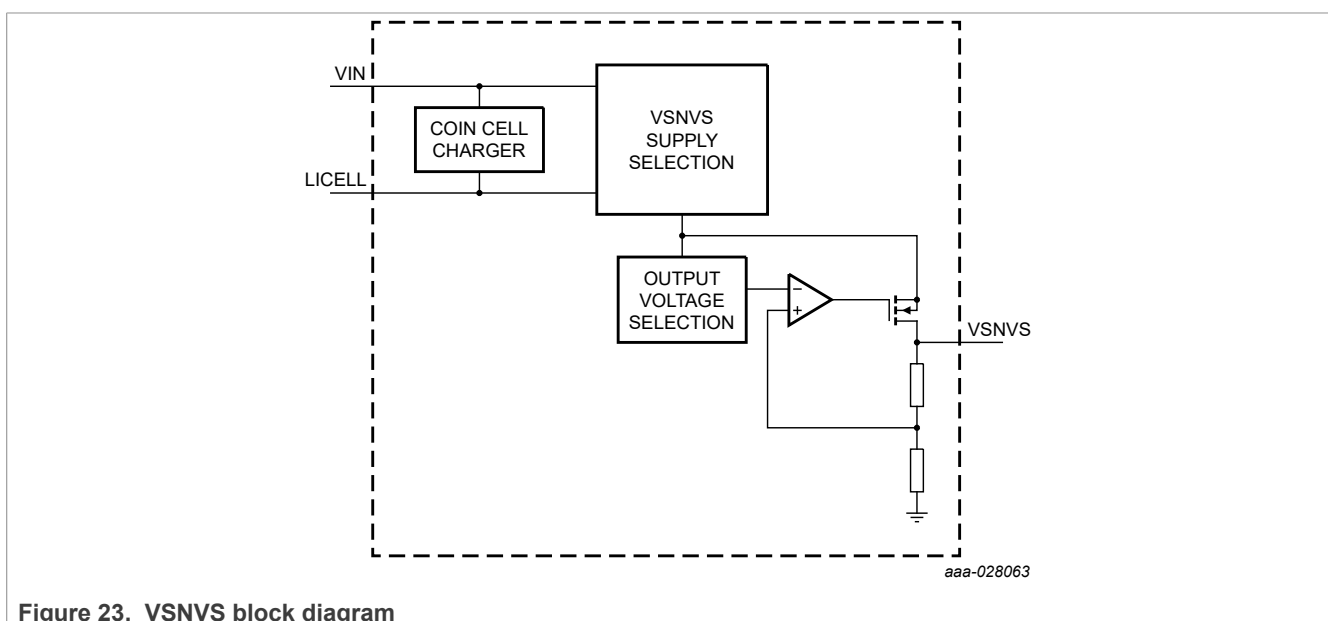 VIN
COIN CELL
CHARGER
LICELL
VSNVS
SUPPLY
SELECTION
OUTPUT
VOLTAGE
SELECTION
−
+
VSNVS
aaa-028063
Figure 23. VSNVS block diagram